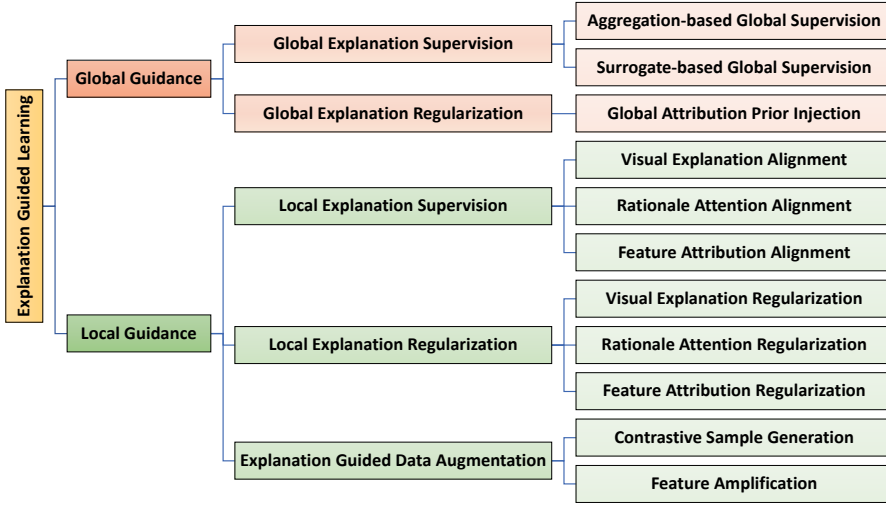 Explanation Guided Learning
Global Guidance
Global Explanation Supervision
Aggregation-based Global Supervision
Surrogate-based Global Supervision
Global Explanation Regularization
Global Attribution Prior Injection
Local Guidance
Local Explanation Supervision
Visual Explanation Alignment
Rationale Attention Alignment
Feature Attribution Alignment
Local Explanation Regularization
Visual Explanation Regularization
Rationale Attention Regularization
Feature Attribution Regularization
Explanation Guided Data Augmentation
Contrastive Sample Generation
Feature Amplification